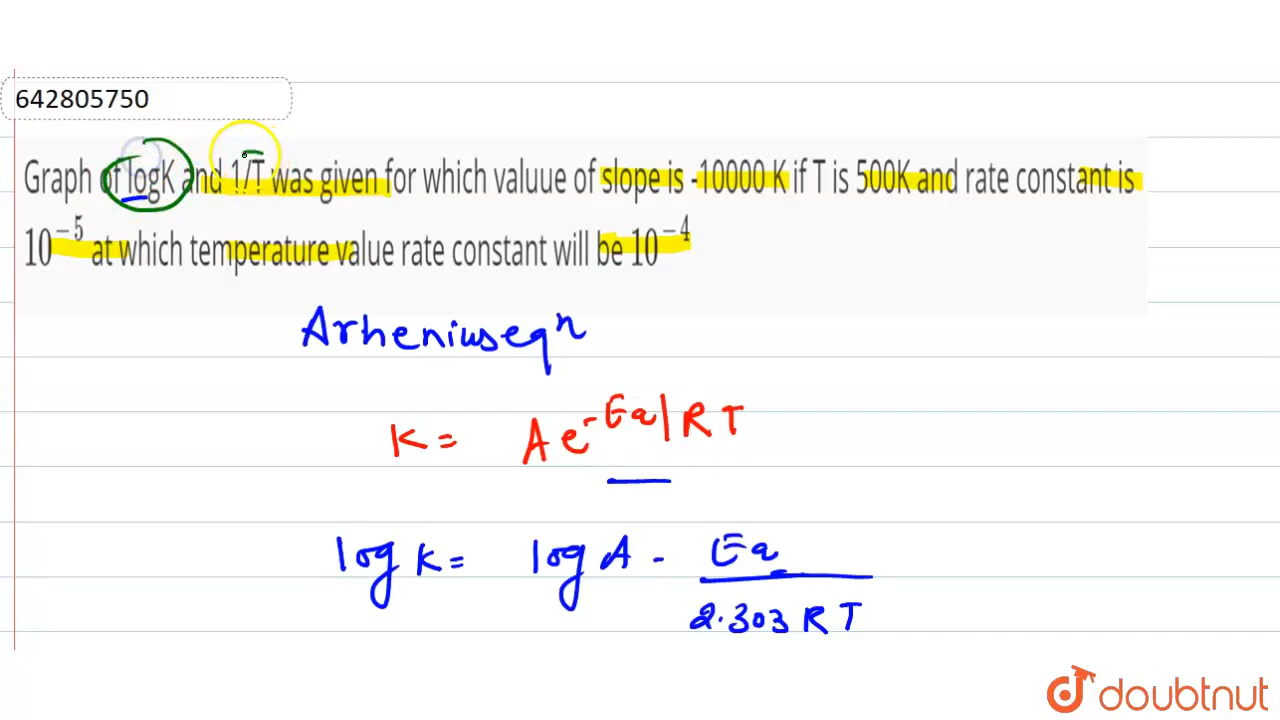 642805750
Graph of logK and 1/T was given for which valuue of slope is -10000 K if T is 500K and rate constant is
10⁻⁵ at which temperature value rate constant will be 10⁻⁴
Arheniuseqⁿ
K = Ae^-Ea/RT
log K = log A - Ea
2.303 RT
doubtnut